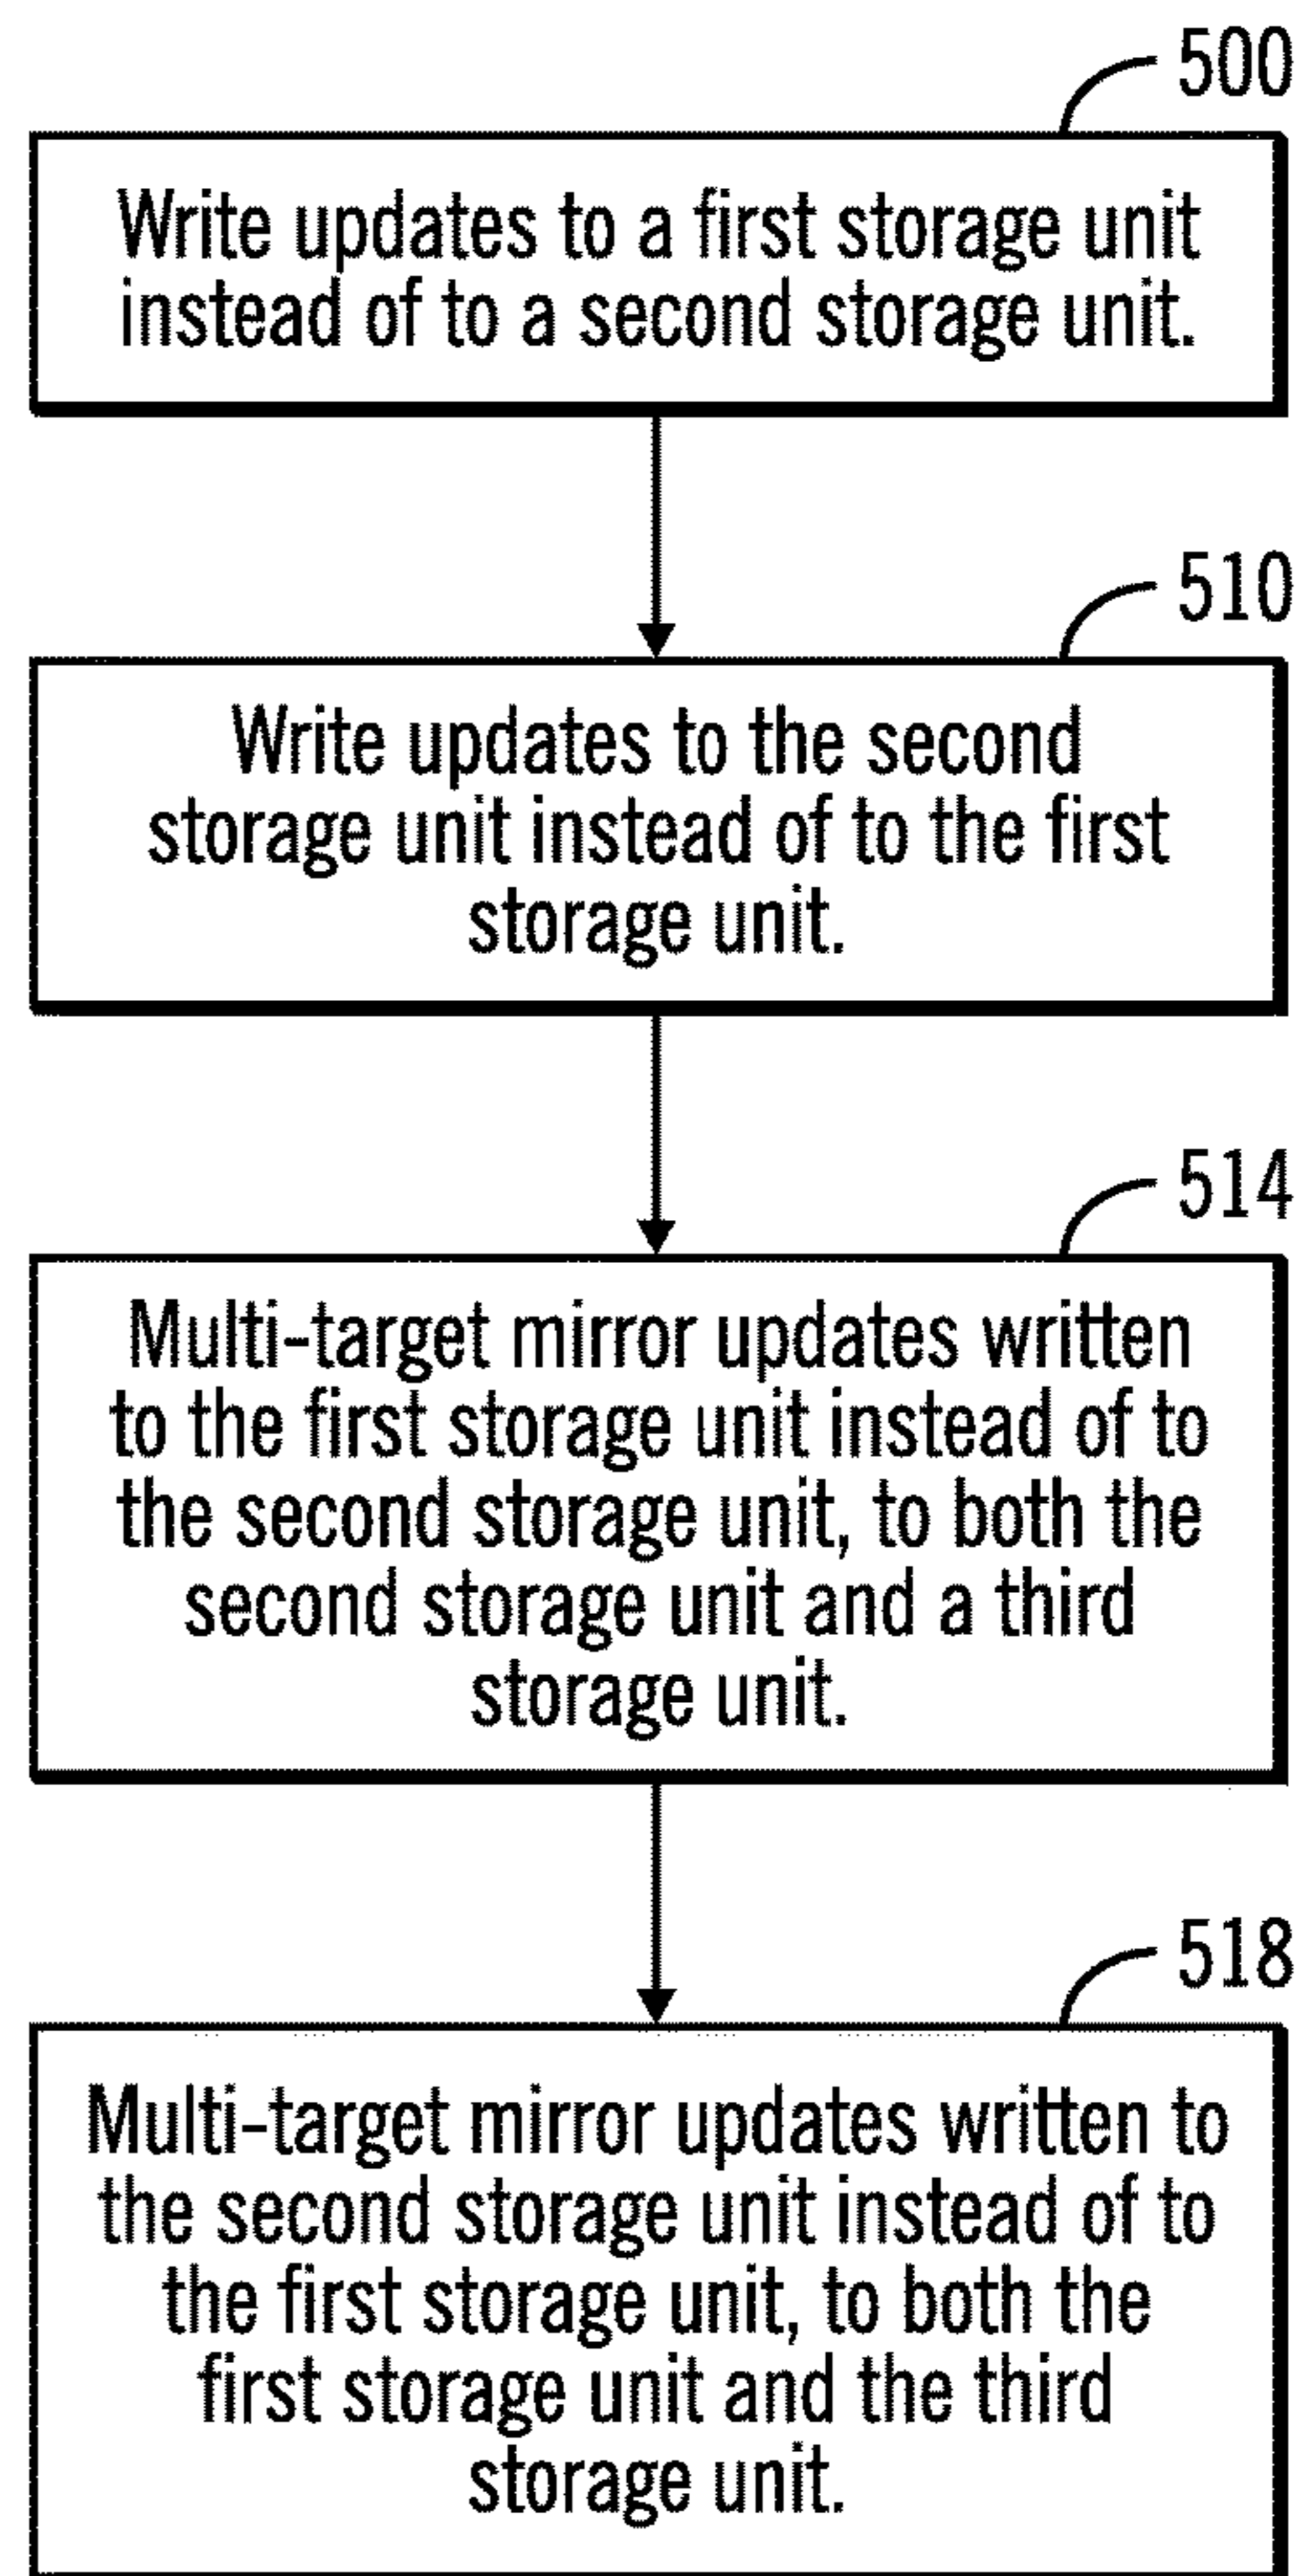 500
Write updates to a first storage unit
instead of to a second storage unit.
510
Write updates to the second
storage unit instead of to the first
storage unit.
514
Multi-target mirror updates written
to the first storage unit instead of to
the second storage unit, to both the
second storage unit and a third
storage unit.
518
Multi-target mirror updates written to
the second storage unit instead of to
the first storage unit, to both the
first storage unit and the third
storage unit.